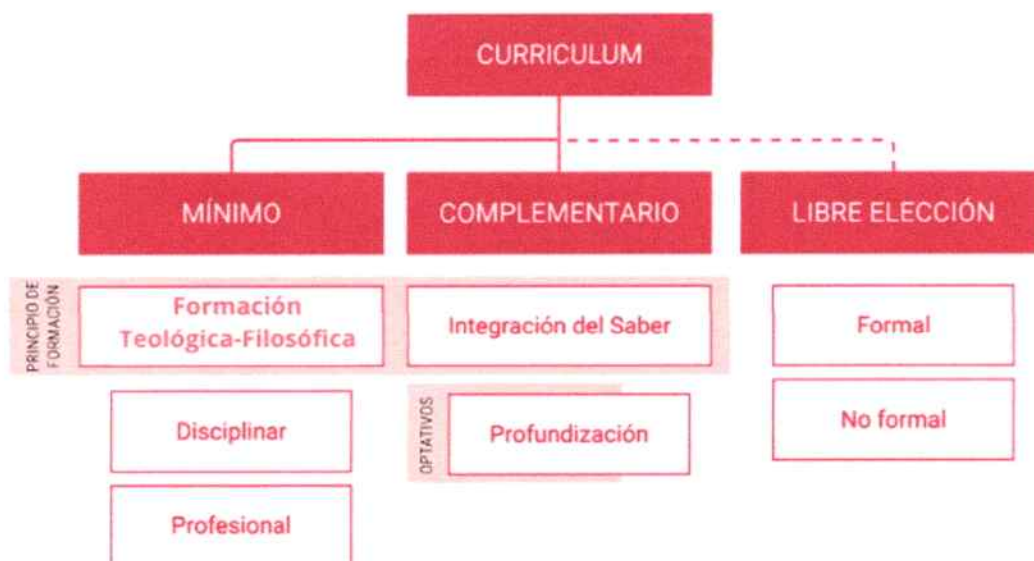 CURRICULUM
MÍNIMO
COMPLEMENTARIO
LIBRE ELECCIÓN
PRINCIPIO DE
FORMACIÓN
Formación
Teológica-Filosófica
Integración del Saber
Formal
Disciplinar
OPTATIVOS
Profundización
No formal
Profesional